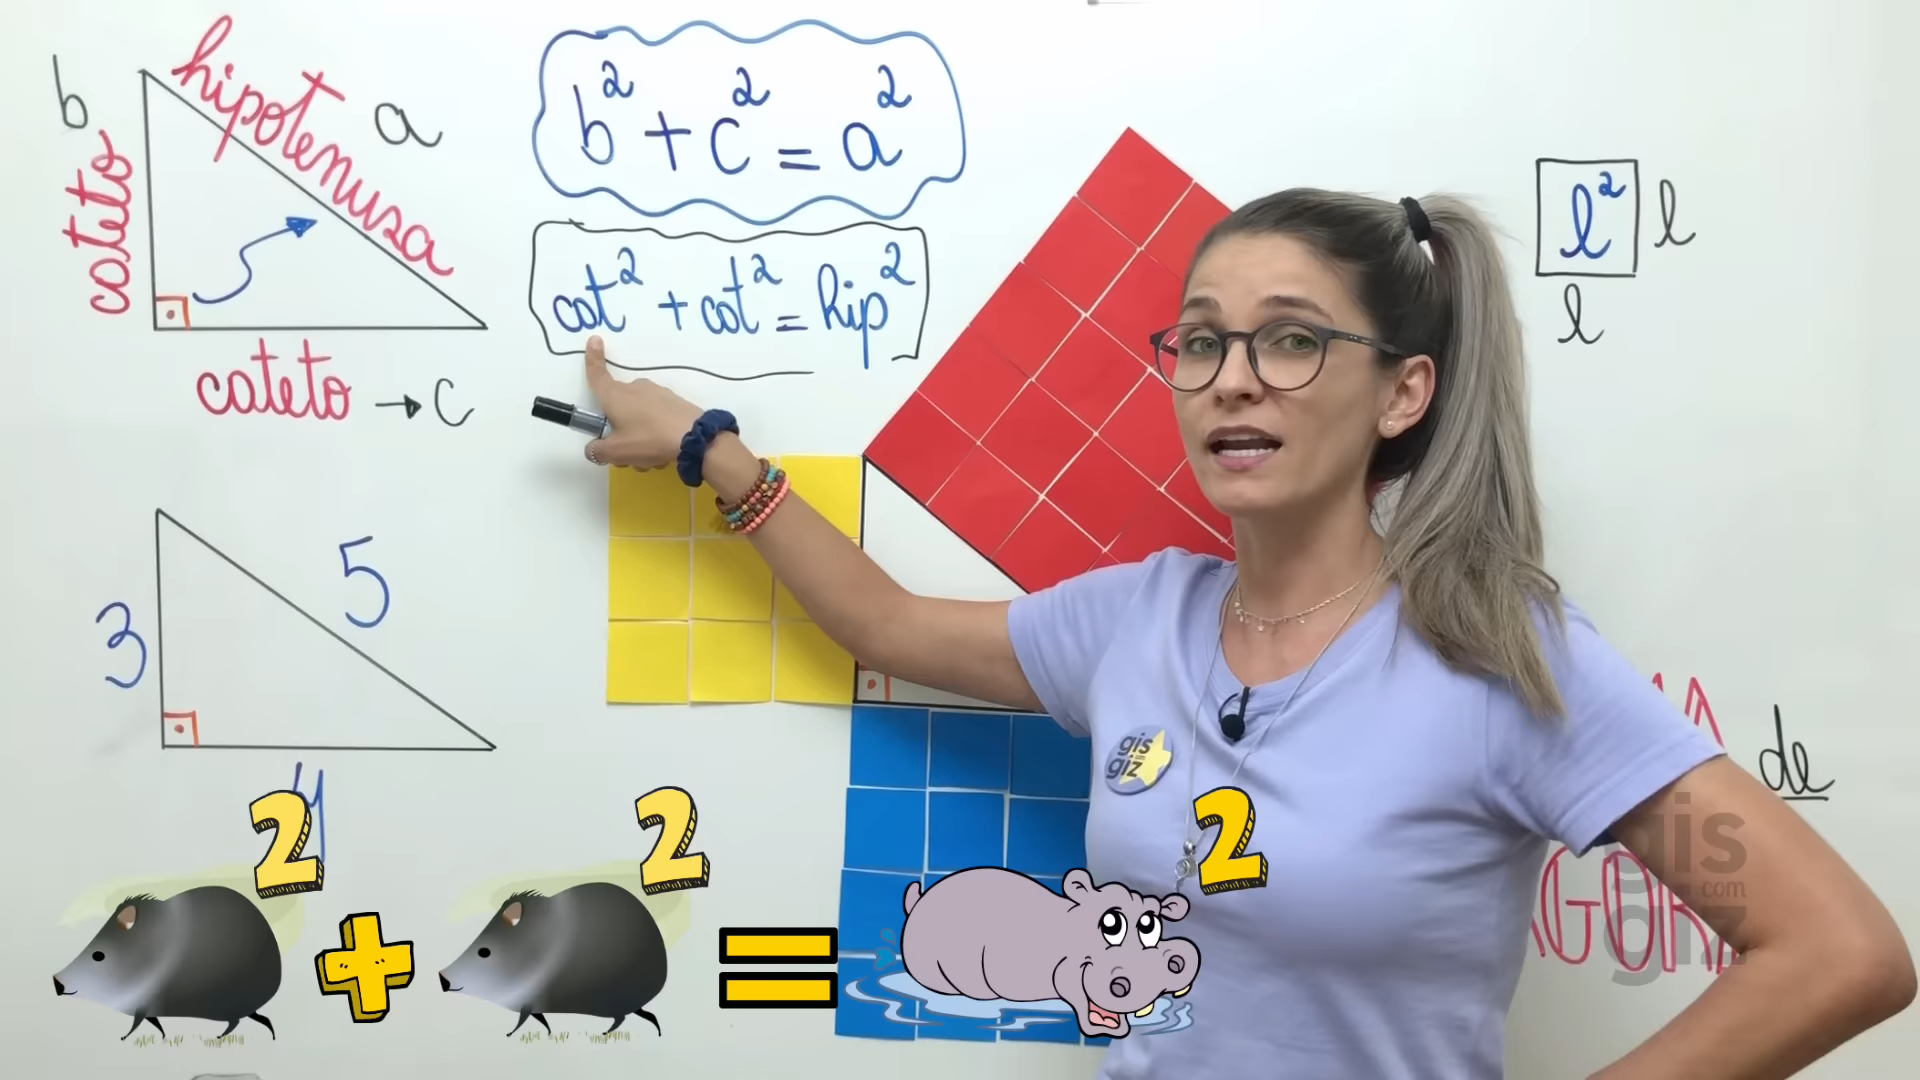 b
hipotenusa
a
cateto
cateto → c
b² + c² = a²
cat² + cat² = hip²
l²
l
l
3
5
4
2
+
2
=
2
gis
giz
de
gis
com
giz